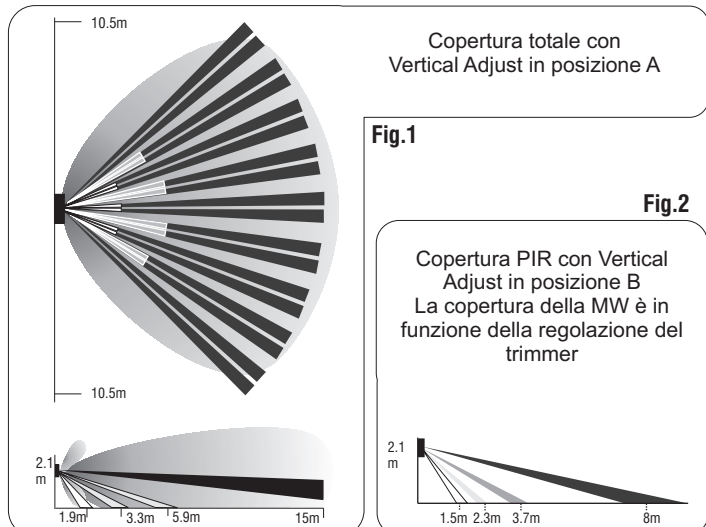 10.5m
Copertura totale con
Vertical Adjust in posizione A
Fig.1
10.5m
2.1
m
1.9m 3.3m 5.9m 15m
Fig.2
Copertura PIR con Vertical
Adjust in posizione B
La copertura della MW è in
funzione della regolazione del
trimmer
2.1
m
1.5m 2.3m 3.7m 8m